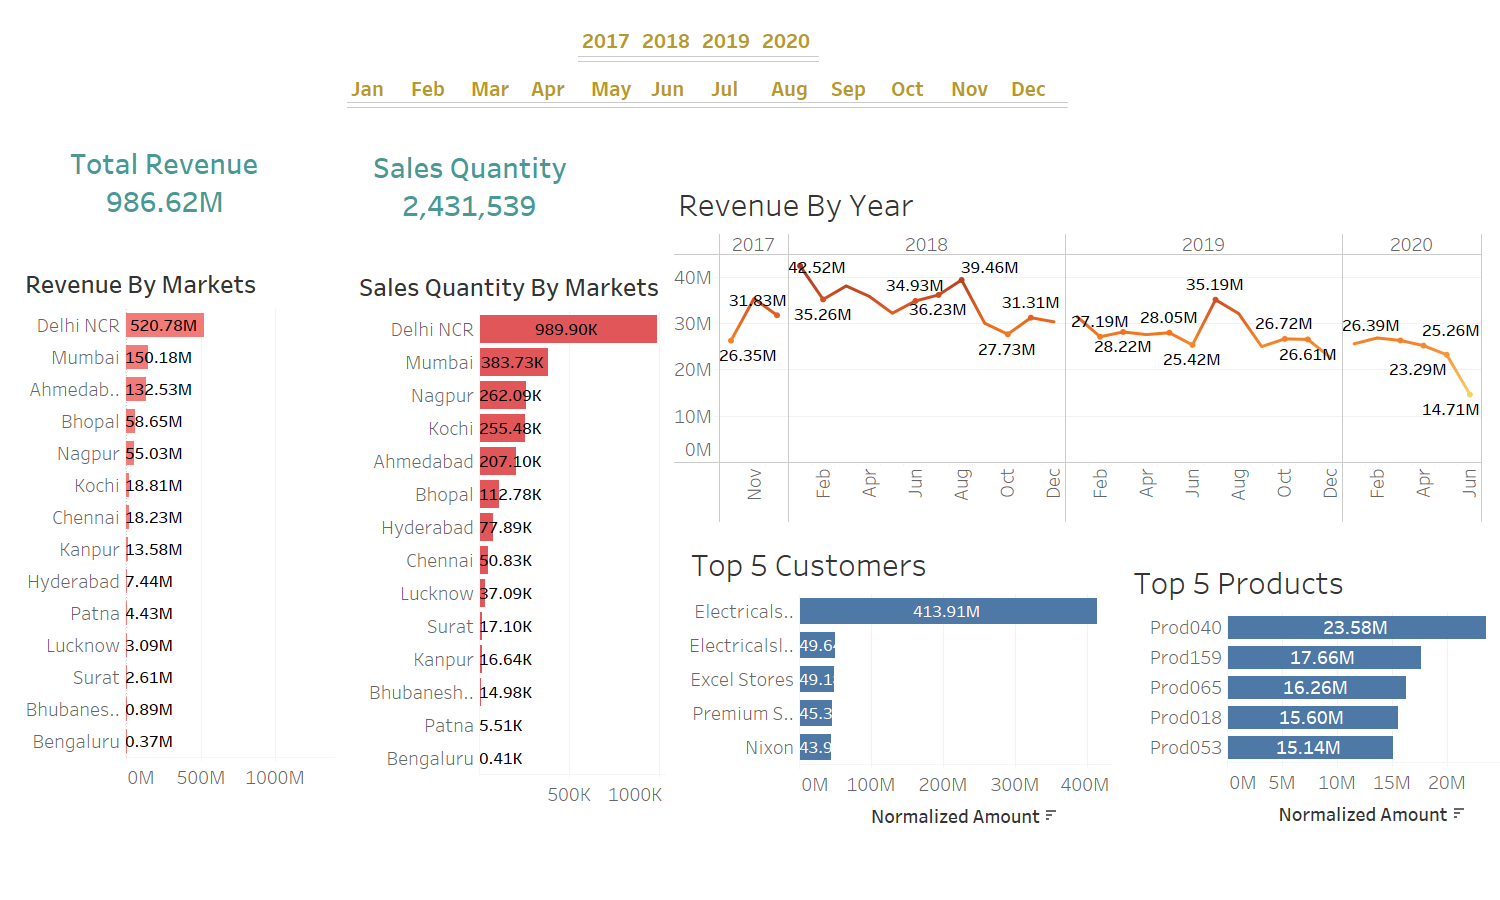 2017 2018 2019 2020
Jan Feb Mar Apr May Jun Jul Aug Sep Oct Nov Dec
Total Revenue
986.62M
Sales Quantity
2,431,539
Revenue By Markets
Delhi NCR 520.78M
Mumbai 150.18M
Ahmedab.. 132.53M
Bhopal 58.65M
Nagpur 55.03M
Kochi 18.81M
Chennai 18.23M
Kanpur 13.58M
Hyderabad 7.44M
Patna 4.43M
Lucknow 3.09M
Surat 2.61M
Bhubanes.. 0.89M
Bengaluru 0.37M
0M 500M 1000M
Sales Quantity By Markets
Delhi NCR 989.90K
Mumbai 383.73K
Nagpur 262.09K
Kochi 255.48K
Ahmedabad 207.10K
Bhopal 112.78K
Hyderabad 77.89K
Chennai 50.83K
Lucknow 37.09K
Surat 17.10K
Kanpur 16.64K
Bhubanesh.. 14.98K
Patna 5.51K
Bengaluru 0.41K
500K 1000K
Revenue By Year
2017 2018 2019 2020
40M
30M
20M
10M
0M
26.35M 31.83M
42.52M 35.26M 34.93M 36.23M 39.46M 27.73M 31.31M
27.19M 28.22M 28.05M 25.42M 35.19M 26.72M 26.61M
26.39M 23.29M 25.26M 14.71M
Nov Feb Apr Jun Aug Oct Dec Feb Apr Jun Aug Oct Dec Feb Apr Jun
Top 5 Customers
Electricals.. 413.91M
Electricalsl.. 49.64
Excel Stores 49.1
Premium S.. 45.3
Nixon 43.9
0M 100M 200M 300M 400M
Normalized Amount
Top 5 Products
Prod040 23.58M
Prod159 17.66M
Prod065 16.26M
Prod018 15.60M
Prod053 15.14M
0M 5M 10M 15M 20M
Normalized Amount